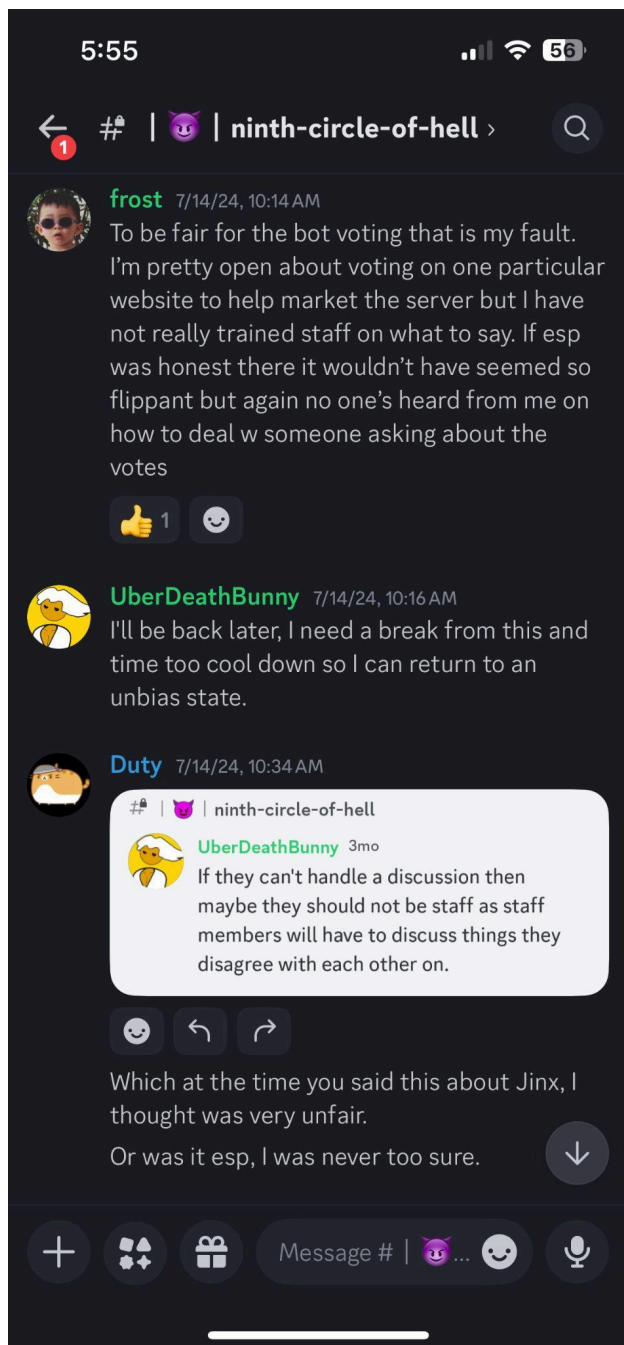 5:55
56
1
# | 😈 | ninth-circle-of-hell ›
frost 7/14/24, 10:14 AM
To be fair for the bot voting that is my fault.
I’m pretty open about voting on one particular
website to help market the server but I have
not really trained staff on what to say. If esp
was honest there it wouldn’t have seemed so
flippant but again no one’s heard from me on
how to deal w someone asking about the
votes
👍 1
UberDeathBunny 7/14/24, 10:16 AM
I'll be back later, I need a break from this and
time too cool down so I can return to an
unbias state.
Duty 7/14/24, 10:34 AM
# | 😈 | ninth-circle-of-hell
UberDeathBunny 3mo
If they can't handle a discussion then
maybe they should not be staff as staff
members will have to discuss things they
disagree with each other on.
Which at the time you said this about Jinx, I
thought was very unfair.
Or was it esp, I was never too sure.
Message # | 😈...